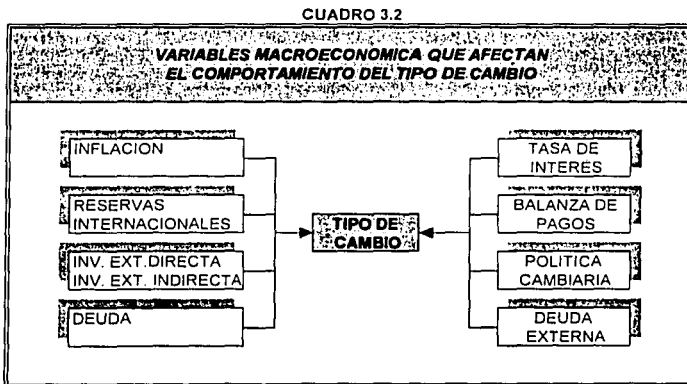 CUADRO 3.2
VARIABLES MACROECONOMICA QUE AFECTAN
EL COMPORTAMIENTO DEL TIPO DE CAMBIO
INFLACION
RESERVAS
INTERNACIONALES
INV. EXT.DIRECTA
INV. EXT. INDIRECTA
DEUDA
TIPO DE
CAMBIO
TASA DE
INTERES
BALANZA DE
PAGOS
POLITICA
CAMBIARIA
DEUDA
EXTERNA